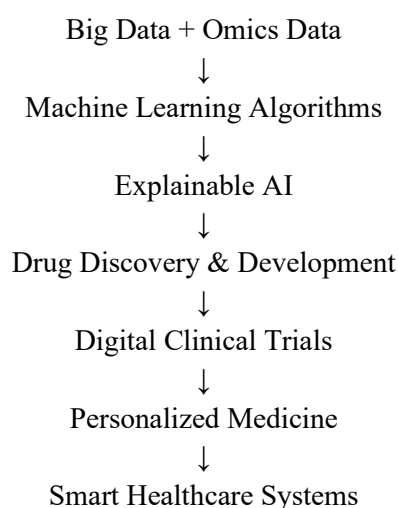 Big Data + Omics Data
↓
Machine Learning Algorithms
↓
Explainable AI
↓
Drug Discovery & Development
↓
Digital Clinical Trials
↓
Personalized Medicine
↓
Smart Healthcare Systems